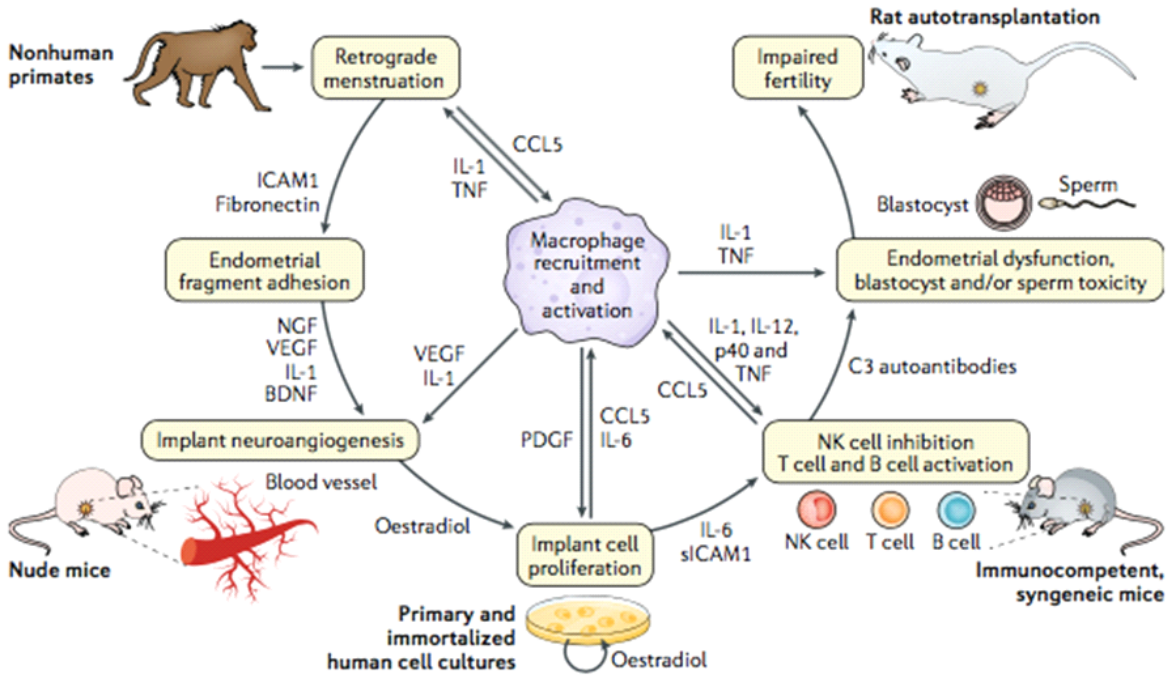 Nonhuman
primates
Retrograde
menstruation
Impaired
fertility
Rat autotransplantation
ICAM1
Fibronectin
IL-1
TNF
CCL5
Blastocyst
Sperm
Endometrial
fragment adhesion
Macrophage
recruitment
and
activation
IL-1
TNF
Endometrial dysfunction,
blastocyst and/or sperm toxicity
NGF
VEGF
IL-1
BDNF
VEGF
IL-1
IL-1, IL-12,
p40 and
TNF
CCL5
C3 autoantibodies
Implant neuroangiogenesis
PDGF
CCL5
IL-6
NK cell inhibition
T cell and B cell activation
Blood vessel
Nude mice
Oestradiol
Implant cell
proliferation
IL-6
sICAM1
NK cell
T cell
B cell
Immunocompetent,
syngeneic mice
Primary and
immortalized
human cell cultures
Oestradiol